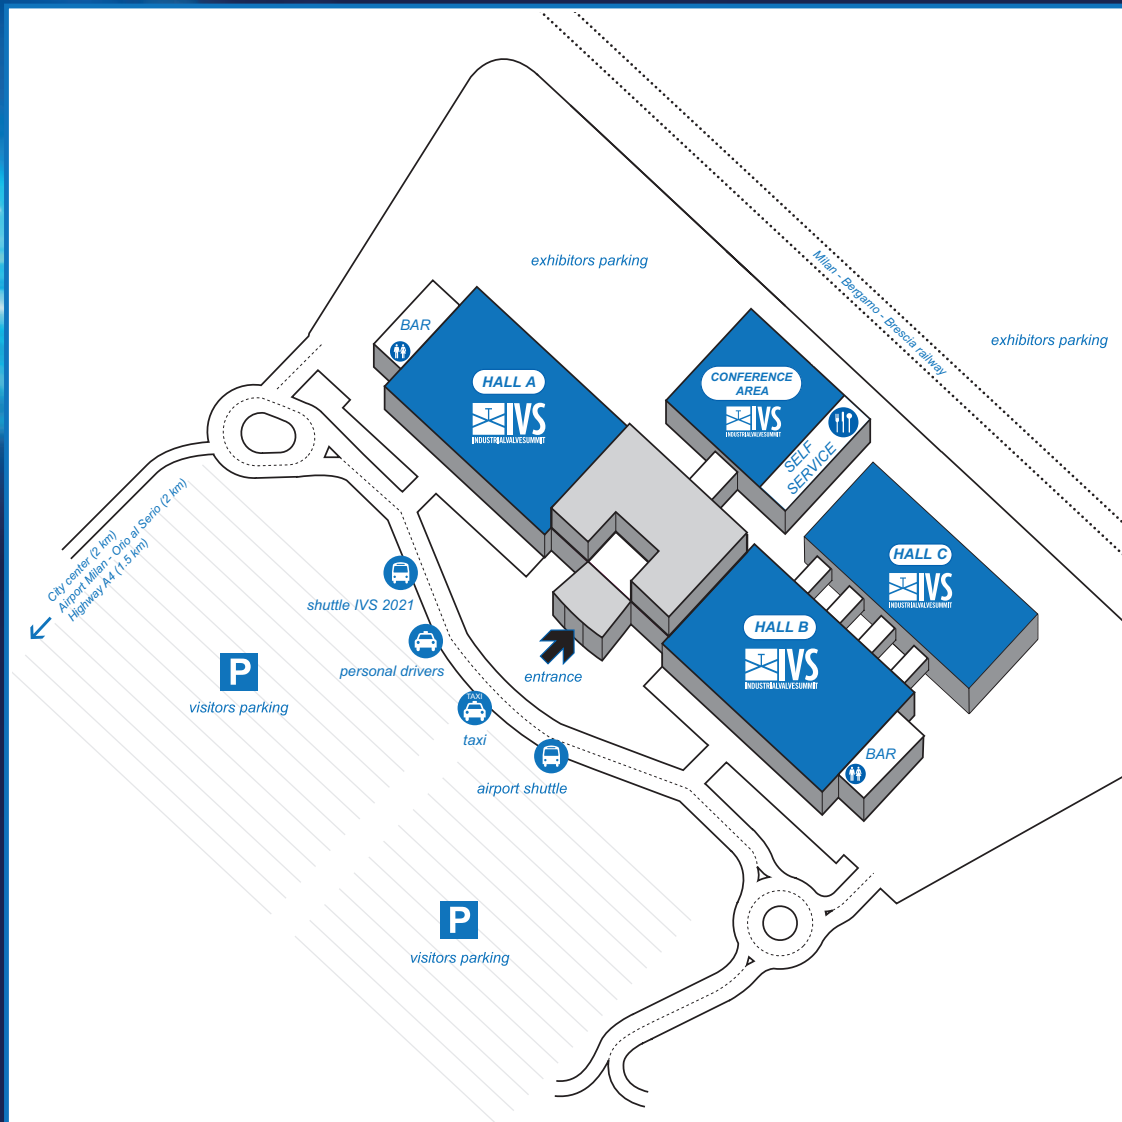 exhibitors parking
Milan - Bergamo - Brescia railway
exhibitors parking
BAR
HALL A
IVS
INDUSTRIALVALVESUMMIT
CONFERENCE
AREA
IVS
INDUSTRIALVALVESUMMIT
SELF
SERVICE
HALL C
IVS
INDUSTRIALVALVESUMMIT
City center (2 km)
Airport Milan - Orio al Serio (2 km)
Highway A4 (1.5 km)
shuttle IVS 2021
HALL B
IVS
INDUSTRIALVALVESUMMIT
personal drivers
entrance
P
visitors parking
TAXI
taxi
BAR
airport shuttle
P
visitors parking